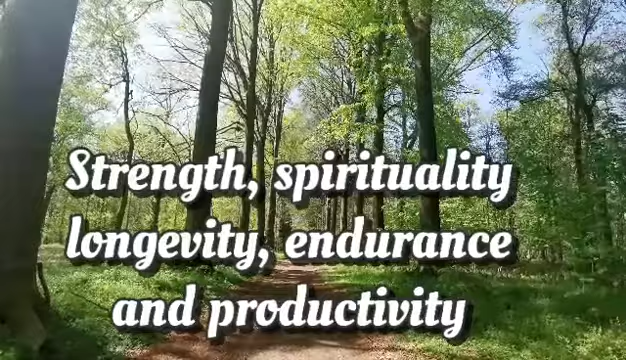 Strength, spirituality
longevity, endurance
and productivity